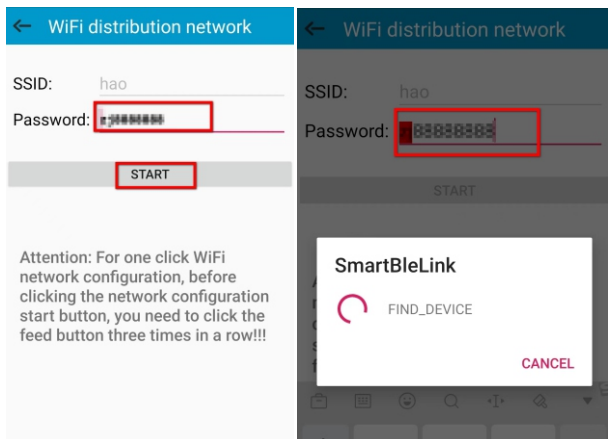 WiFi distribution network
SSID: hao
Password:
START
Attention: For one click WiFi
network configuration, before
clicking the network configuration
start button, you need to click the
feed button three times in a row!!!
WiFi distribution network
SSID: hao
Password:
START
SmartBleLink
FIND_DEVICE
CANCEL